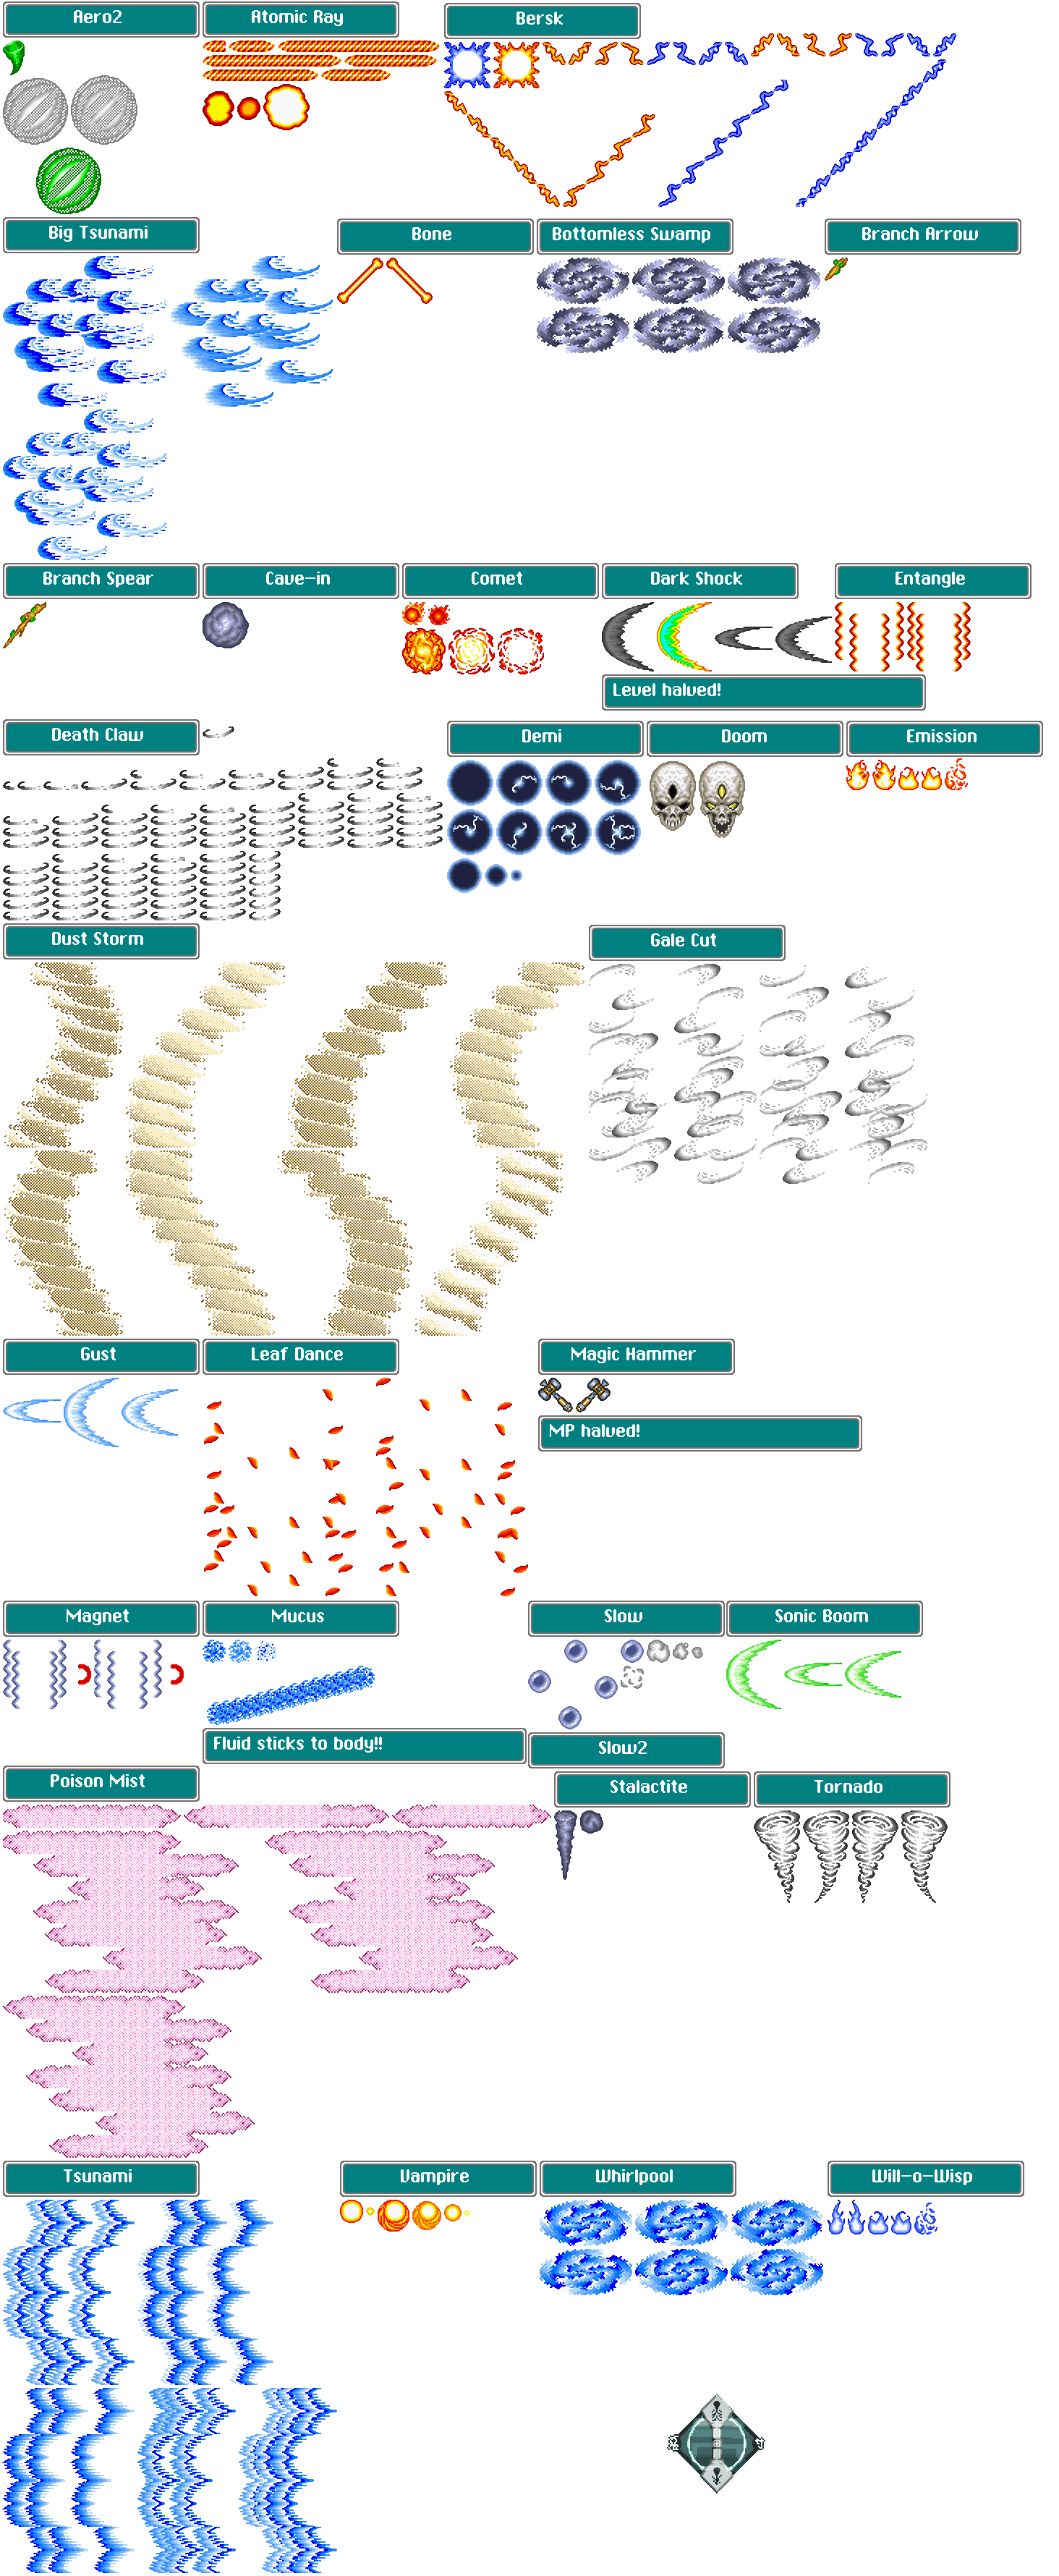 Aero2
Atomic Ray
Bersk
Big Tsunami
Bone
Bottomless Swamp
Branch Arrow
Branch Spear
Cave-in
Comet
Dark Shock
Entangle
Level halved!
Death Claw
Demi
Doom
Emission
Dust Storm
Gale Cut
Gust
Leaf Dance
Magic Hammer
MP halved!
Magnet
Mucus
Slow
Sonic Boom
Fluid sticks to body!!
Slow2
Poison Mist
Stalactite
Tornado
Tsunami
Vampire
Whirlpool
Will-o-Wisp